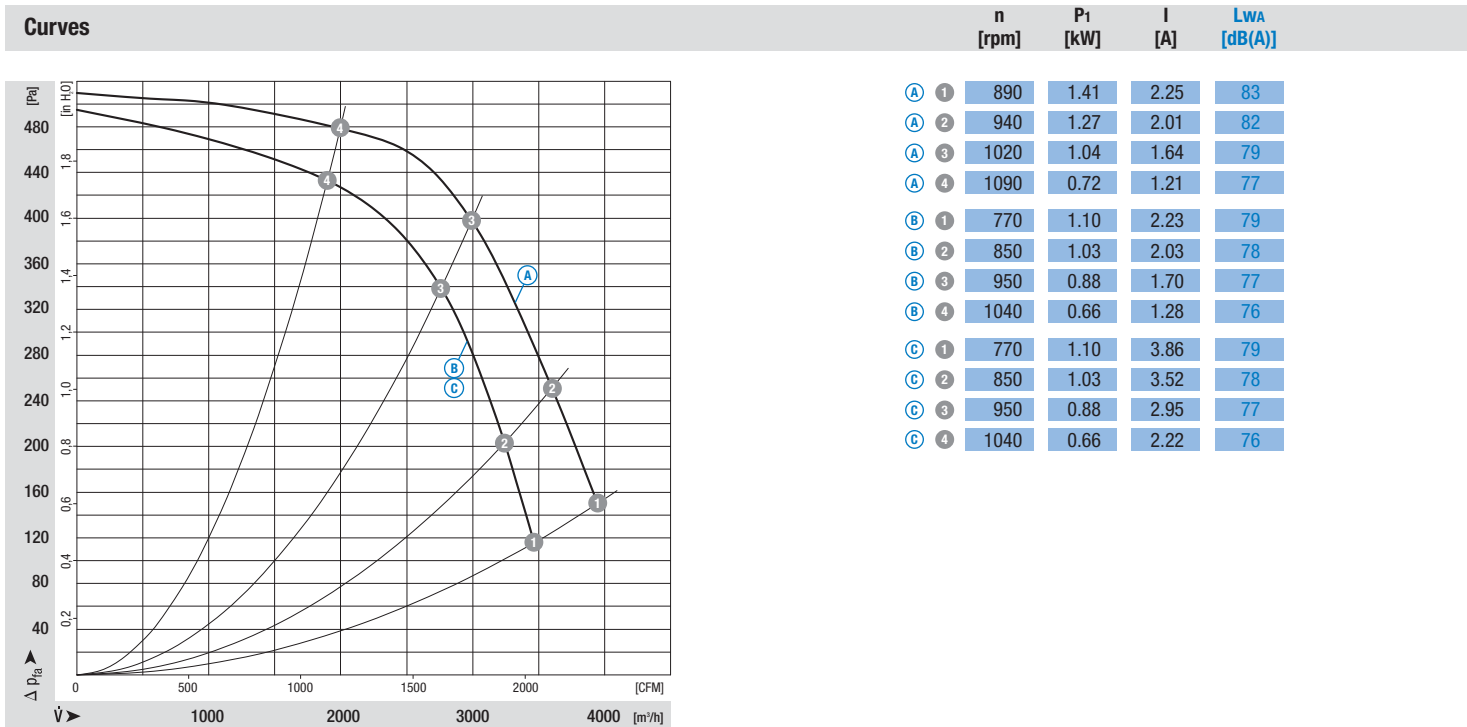 Curves
n P1 I LWA
[rpm] [kW] [A] [dB(A)]
[Pa] [in H2O]
480
440
400
360
320
280
240
200
160
120
80
40
1,8
1,6
1,4
1,2
1,0
0,8
0,6
0,4
0,2
4
4
3
3
A
B
C
2
2
1
1
0 500 1000 1500 2000 [CFM]
Δ pfa ➤
V̇ ➤ 1000 2000 3000 4000 [m³/h]
A 1 890 1.41 2.25 83
A 2 940 1.27 2.01 82
A 3 1020 1.04 1.64 79
A 4 1090 0.72 1.21 77
B 1 770 1.10 2.23 79
B 2 850 1.03 2.03 78
B 3 950 0.88 1.70 77
B 4 1040 0.66 1.28 76
C 1 770 1.10 3.86 79
C 2 850 1.03 3.52 78
C 3 950 0.88 2.95 77
C 4 1040 0.66 2.22 76